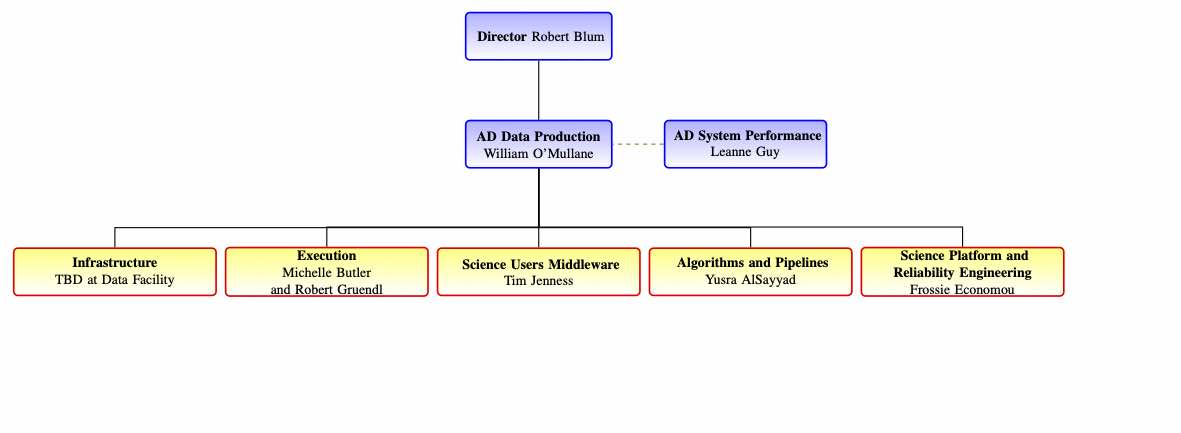 Director Robert Blum
AD Data Production
William O'Mullane
AD System Performance
Leanne Guy
Infrastructure
TBD at Data Facility
Execution
Michelle Butler
and Robert Gruendl
Science Users Middleware
Tim Jenness
Algorithms and Pipelines
Yusra AlSayyad
Science Platform and
Reliability Engineering
Frossie Economou